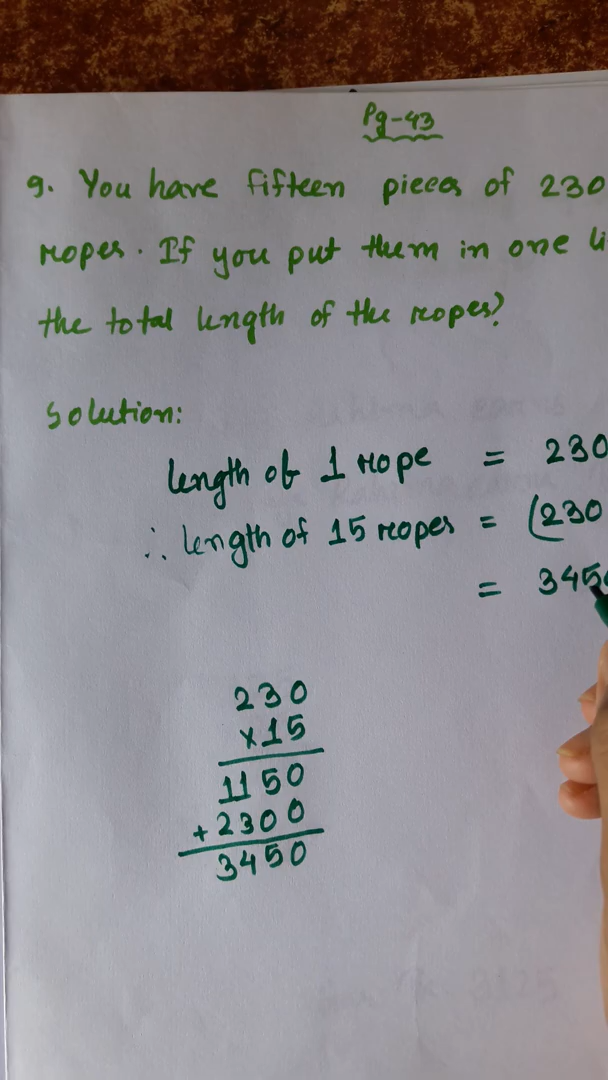 Pg-43
9. You have fifteen pieces of 230
ropes. If you put them in one li
the total length of the ropes?
Solution:
length of 1 rope = 230
∴ length of 15 ropes = (230
= 3450
230
×15
1150
+2300
3450